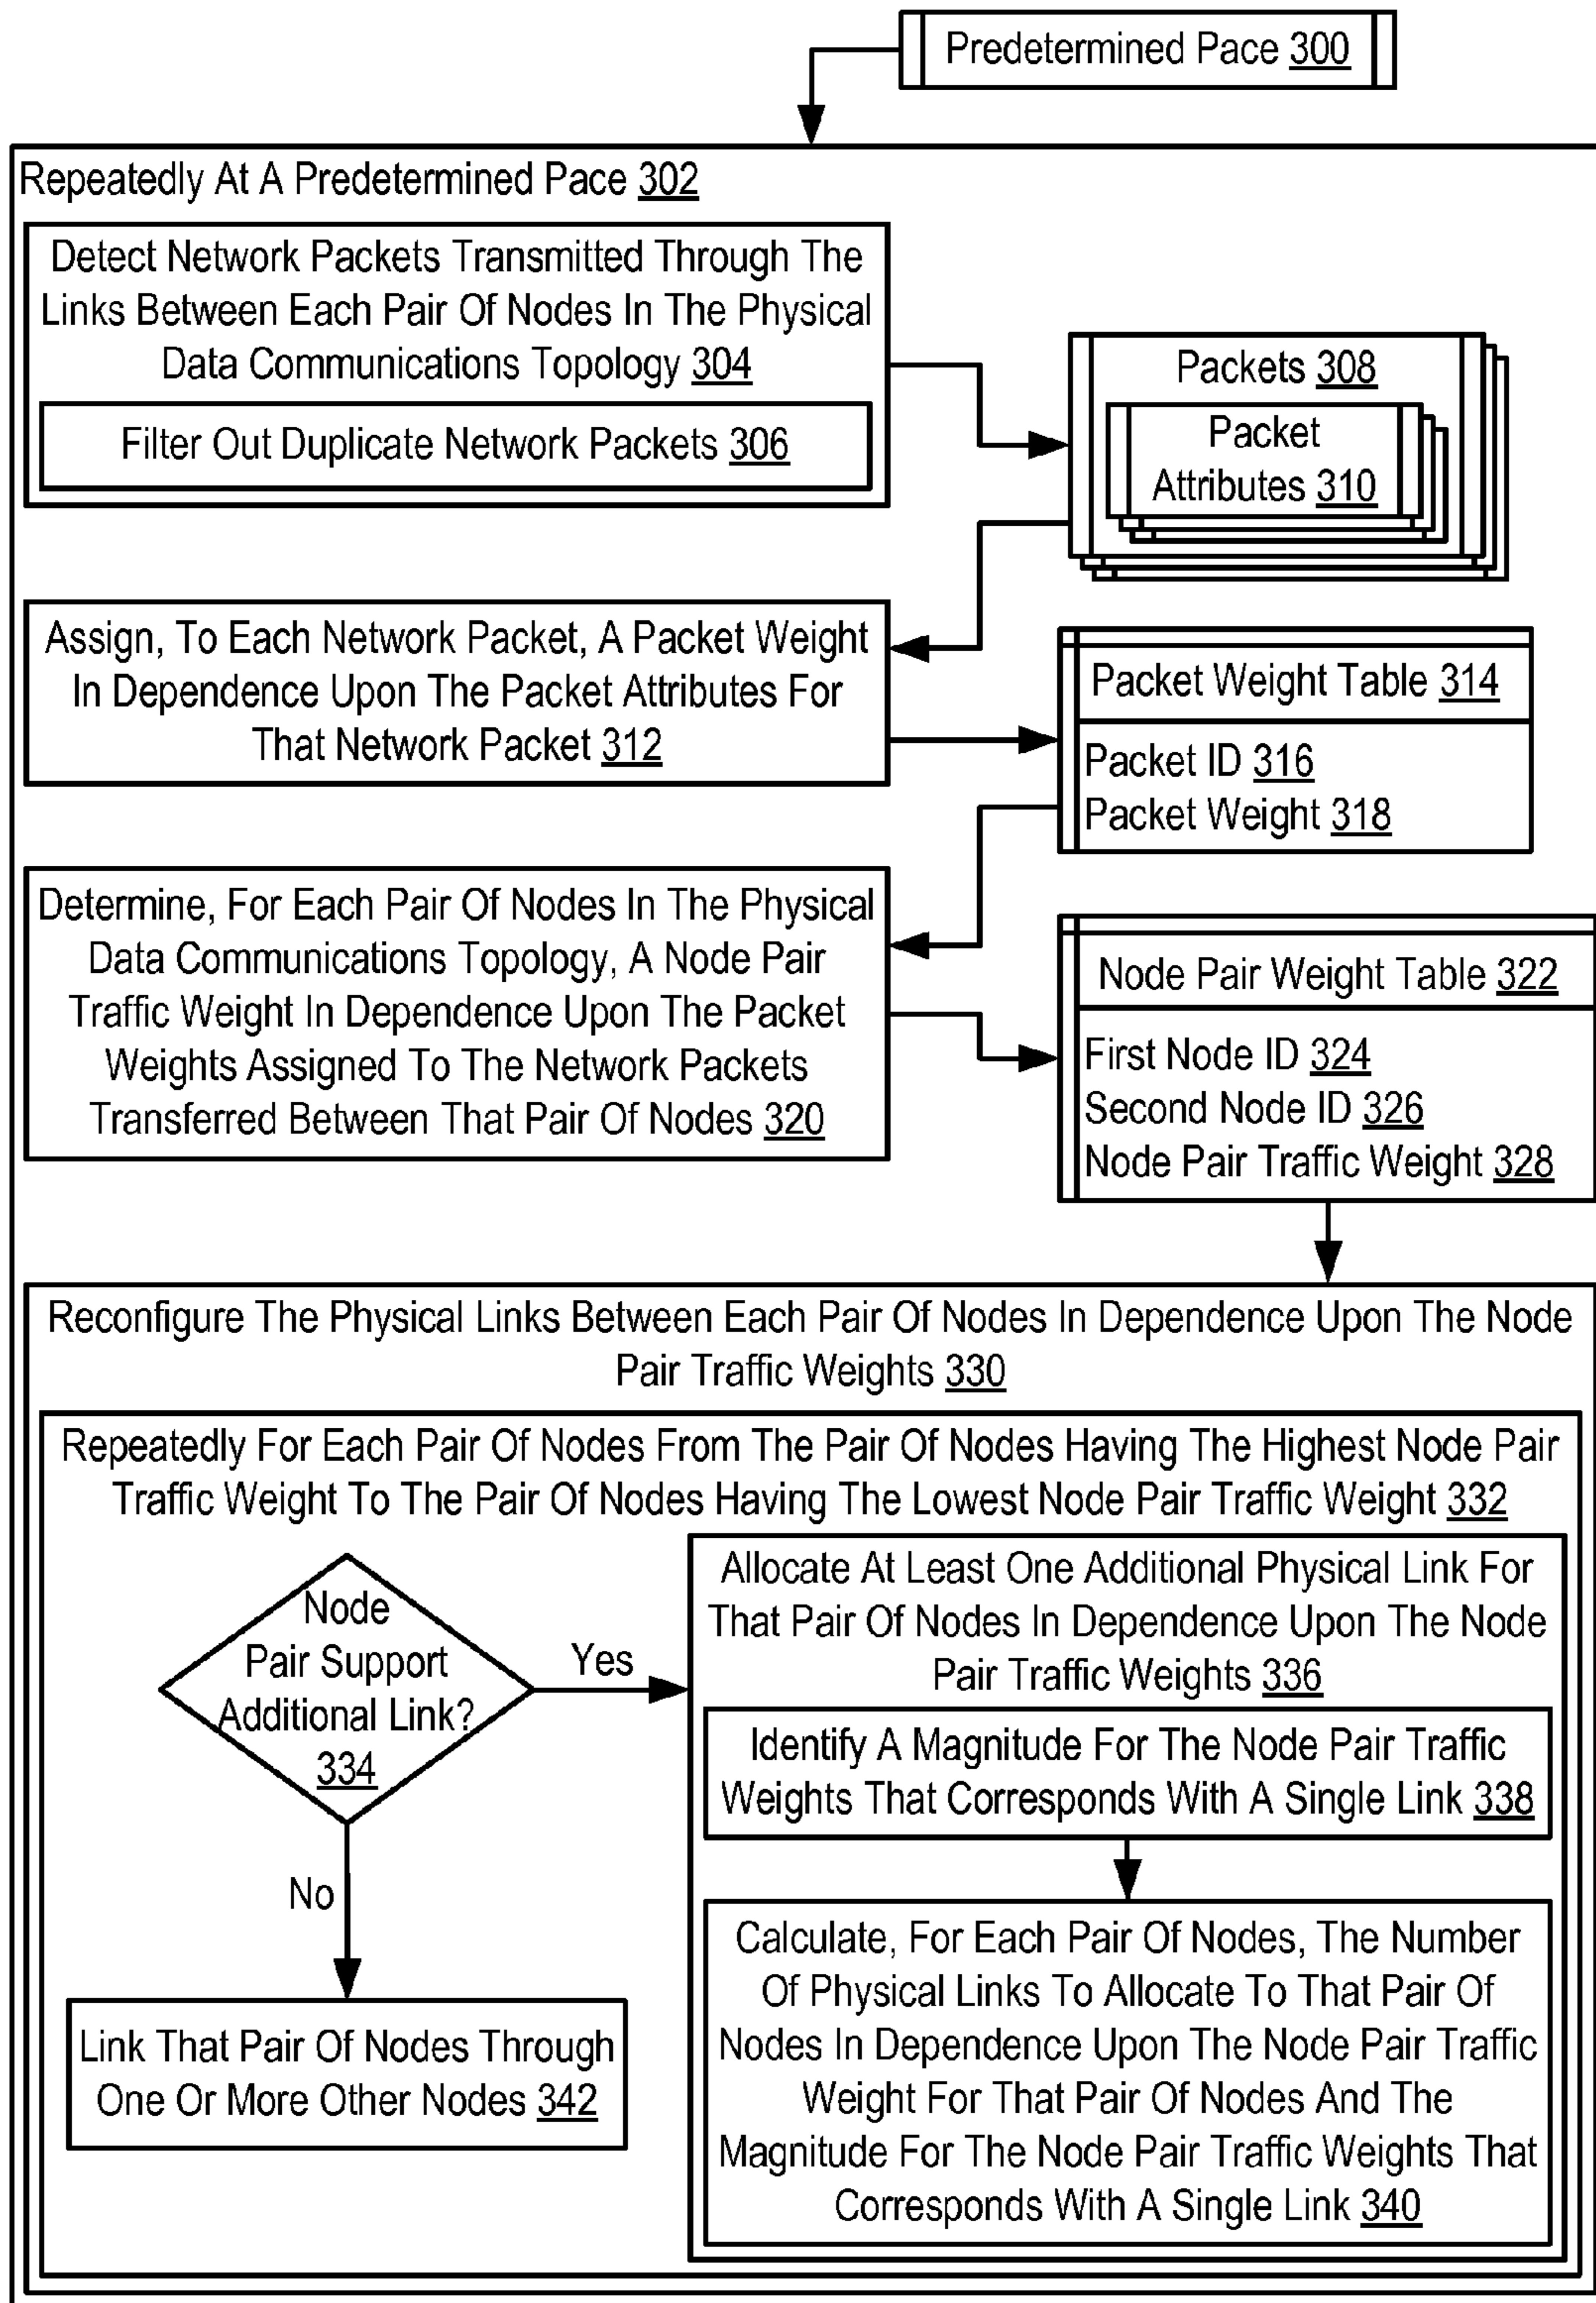 Predetermined Pace 300
Repeatedly At A Predetermined Pace 302
Detect Network Packets Transmitted Through The
Links Between Each Pair Of Nodes In The Physical
Data Communications Topology 304
Filter Out Duplicate Network Packets 306
Packets 308
Packet
Attributes 310
Assign, To Each Network Packet, A Packet Weight
In Dependence Upon The Packet Attributes For
That Network Packet 312
Packet Weight Table 314
Packet ID 316
Packet Weight 318
Determine, For Each Pair Of Nodes In The Physical
Data Communications Topology, A Node Pair
Traffic Weight In Dependence Upon The Packet
Weights Assigned To The Network Packets
Transferred Between That Pair Of Nodes 320
Node Pair Weight Table 322
First Node ID 324
Second Node ID 326
Node Pair Traffic Weight 328
Reconfigure The Physical Links Between Each Pair Of Nodes In Dependence Upon The Node
Pair Traffic Weights 330
Repeatedly For Each Pair Of Nodes From The Pair Of Nodes Having The Highest Node Pair
Traffic Weight To The Pair Of Nodes Having The Lowest Node Pair Traffic Weight 332
Node
Pair Support
Additional Link?
334
Yes
No
Allocate At Least One Additional Physical Link For
That Pair Of Nodes In Dependence Upon The Node
Pair Traffic Weights 336
Identify A Magnitude For The Node Pair Traffic
Weights That Corresponds With A Single Link 338
Calculate, For Each Pair Of Nodes, The Number
Of Physical Links To Allocate To That Pair Of
Nodes In Dependence Upon The Node Pair Traffic
Weight For That Pair Of Nodes And The
Magnitude For The Node Pair Traffic Weights That
Corresponds With A Single Link 340
Link That Pair Of Nodes Through
One Or More Other Nodes 342